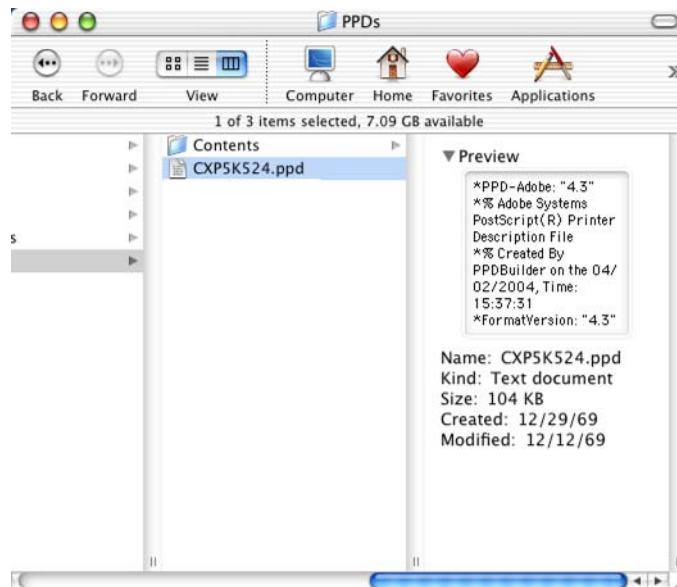 PPDs
Back Forward View Computer Home Favorites Applications
1 of 3 items selected, 7.09 GB available
Contents
CXP5K524.ppd
s
Preview
*PPD-Adobe: "4.3"
*% Adobe Systems
PostScript(R) Printer
Description File
*% Created By
PPDBuilder on the 04/
02/2004, Time:
15:37:31
*FormatVersion: "4.3"
Name: CXP5K524.ppd
Kind: Text document
Size: 104 KB
Created: 12/29/69
Modified: 12/12/69